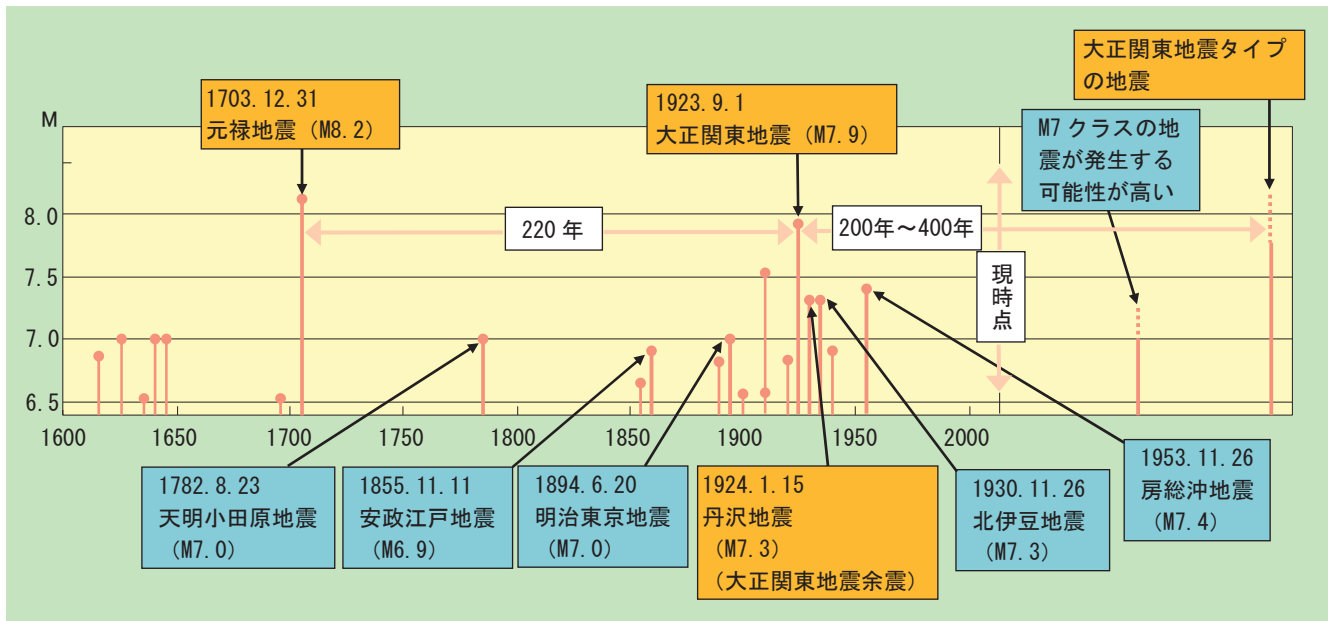 1703.12.31
元禄地震（M8.2）
1923.9.1
大正関東地震（M7.9）
大正関東地震タイプ
の地震
M7クラスの地
震が発生する
可能性が高い
M
8.0
7.5
7.0
6.5
220年
200年～400年
現時点
1600
1650
1700
1750
1800
1850
1900
1950
2000
1782.8.23
天明小田原地震
（M7.0）
1855.11.11
安政江戸地震
（M6.9）
1894.6.20
明治東京地震
（M7.0）
1924.1.15
丹沢地震
（M7.3）
（大正関東地震余震）
1930.11.26
北伊豆地震
（M7.3）
1953.11.26
房総沖地震
（M7.4）